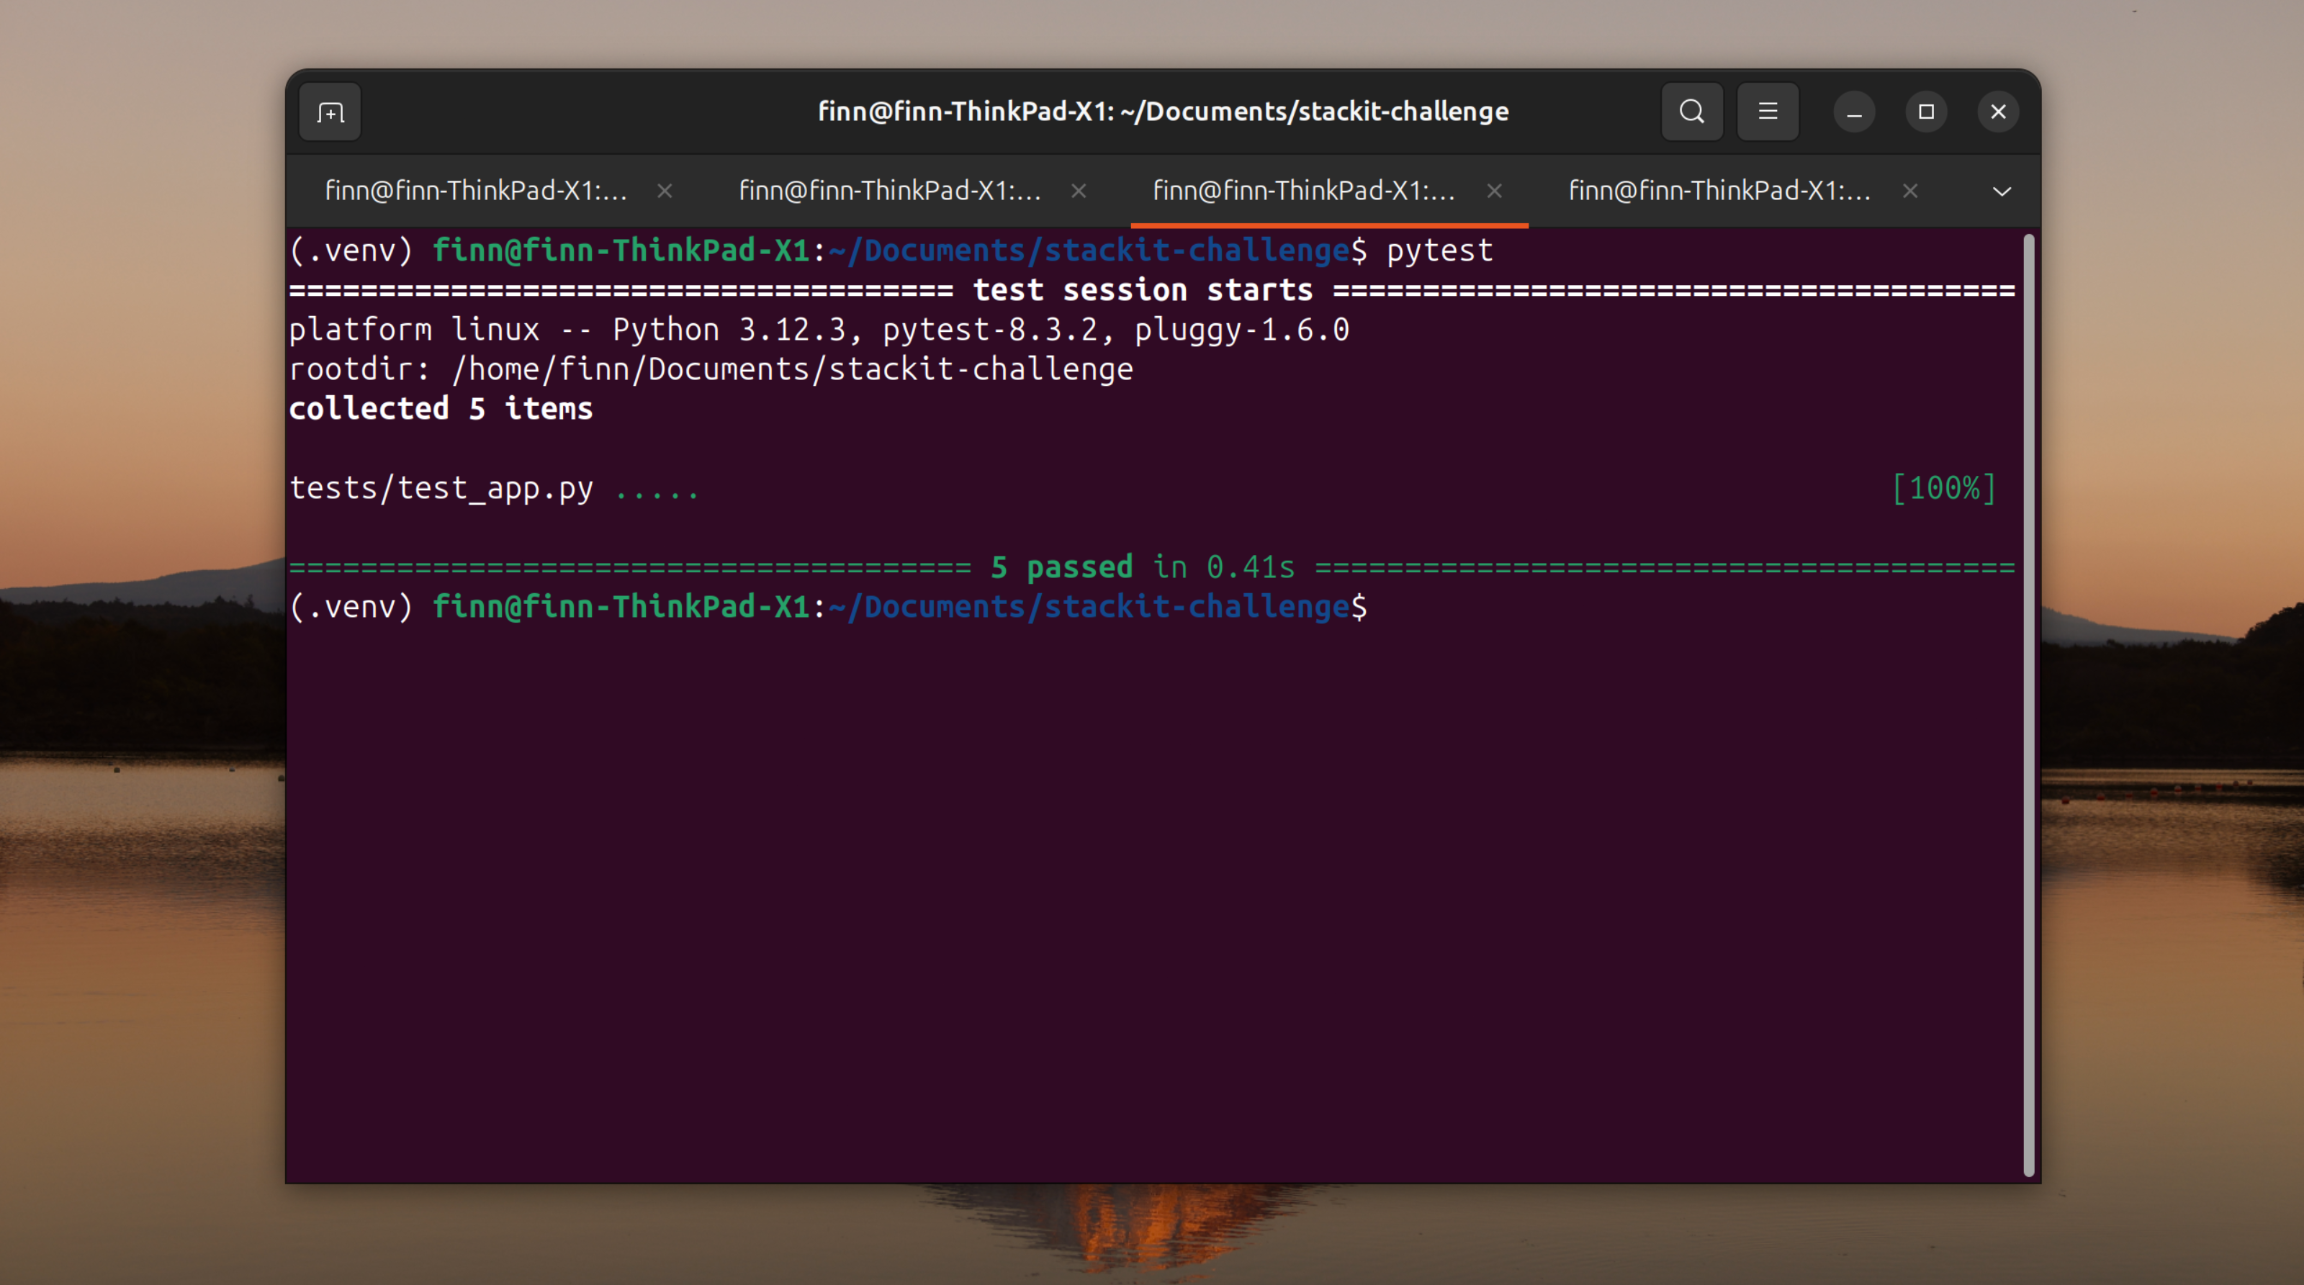 finn@finn-ThinkPad-X1: ~/Documents/stackit-challenge
finn@finn-ThinkPad-X1:... finn@finn-ThinkPad-X1:... finn@finn-ThinkPad-X1:... finn@finn-ThinkPad-X1:...
(.venv) finn@finn-ThinkPad-X1:~/Documents/stackit-challenge$ pytest
===================================== test session starts ======================================
platform linux -- Python 3.12.3, pytest-8.3.2, pluggy-1.6.0
rootdir: /home/finn/Documents/stackit-challenge
collected 5 items
tests/test_app.py ..... [100%]
====================================== 5 passed in 0.41s =======================================
(.venv) finn@finn-ThinkPad-X1:~/Documents/stackit-challenge$